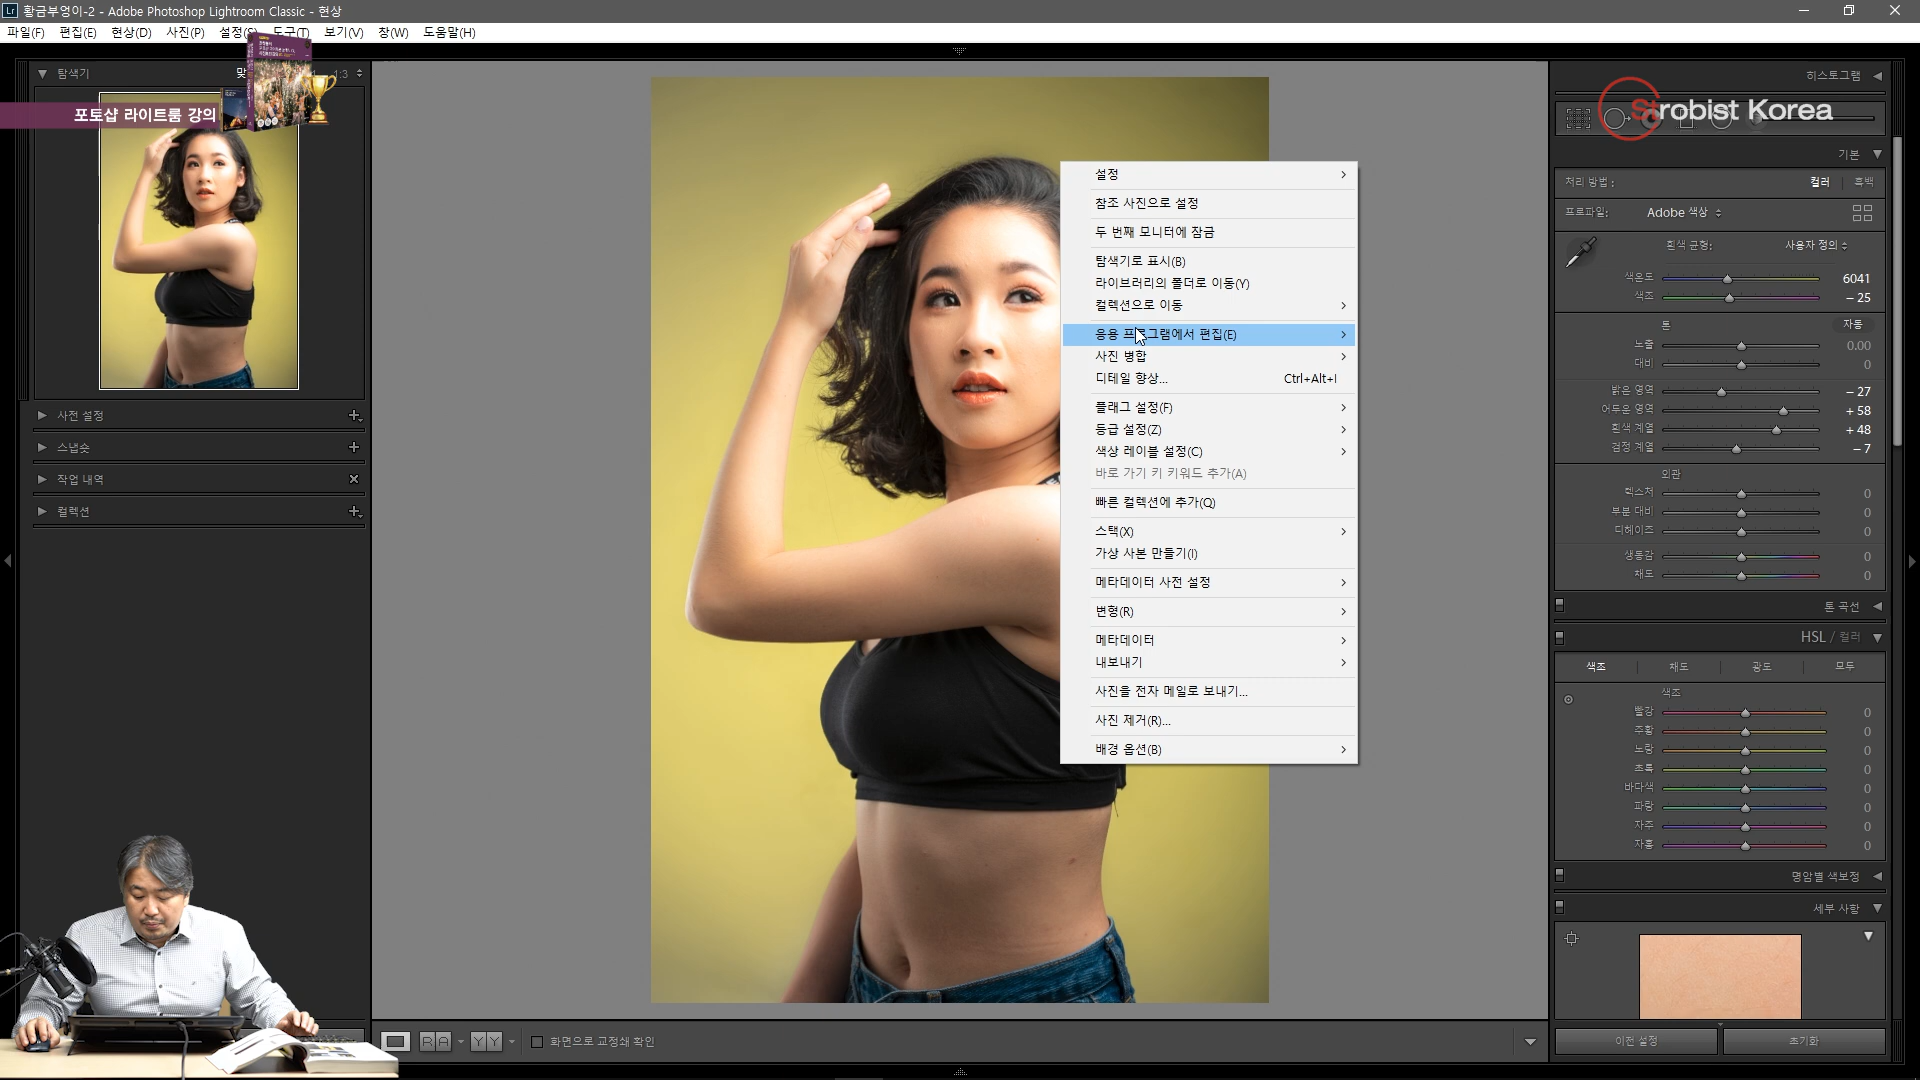 황금부엉이-2 - Adobe Photoshop Lightroom Classic - 현상
파일(F) 편집(E) 현상(D) 사진(P) 설정(S) 도구(T) 보기(V) 창(W) 도움말(H)
탐색기
1:3
포토샵 라이트룸 강의
사전 설정
스냅숏
작업 내역
컬렉션
설정
참조 사진으로 설정
두 번째 모니터에 잠금
탐색기로 표시(B)
라이브러리의 폴더로 이동(Y)
컬렉션으로 이동
응용 프로그램에서 편집(E)
사진 병합
디테일 향상... Ctrl+Alt+I
플래그 설정(F)
등급 설정(Z)
색상 레이블 설정(C)
바로 가기 키 키워드 추가(A)
빠른 컬렉션에 추가(Q)
스택(X)
가상 사본 만들기(I)
메타데이터 사전 설정
변형(R)
메타데이터
내보내기
사진을 전자 메일로 보내기...
사진 제거(R)...
배경 옵션(B)
R A Y Y 화면으로 교정쇄 확인
히스토그램
Strobist Korea
기본
처리 방법 : 컬러 흑백
프로파일: Adobe 색상
흰색 균형: 사용자 정의
색온도 6041
색조 – 25
톤 자동
노출 0.00
대비 0
밝은 영역 – 27
어두운 영역 + 58
흰색 계열 + 48
검정 계열 – 7
외관
텍스처 0
부분 대비 0
디헤이즈 0
생동감 0
채도 0
톤 곡선
HSL / 컬러
색조 채도 광도 모두
색조
빨강 0
주황 0
노랑 0
초록 0
바다색 0
파랑 0
자주 0
자홍 0
명암별 색보정
세부 사항
이전 설정 초기화